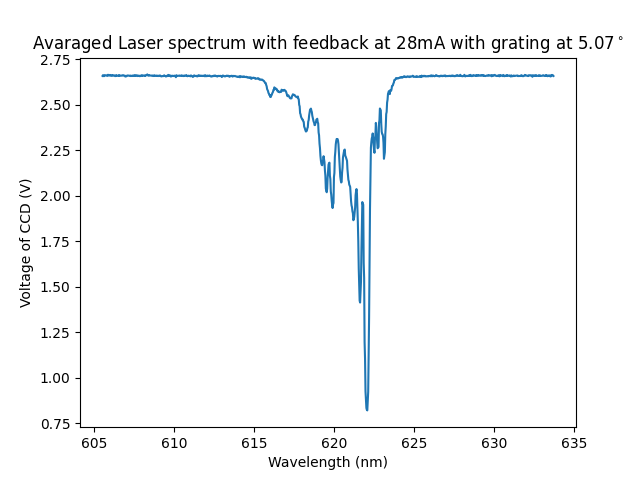 Avaraged Laser spectrum with feedback at 28mA with grating at 5.07°
2.75
2.50
2.25
2.00
1.75
1.50
1.25
1.00
0.75
Voltage of CCD (V)
605 610 615 620 625 630 635
Wavelength (nm)